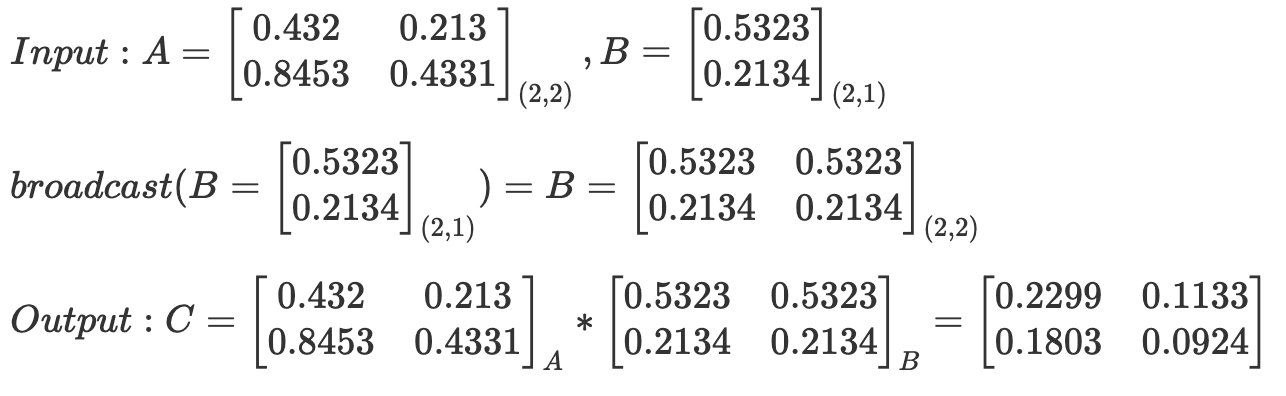 Input : A = [0.432 0.213 0.8453 0.4331](2,2) , B = [0.5323 0.2134](2,1)
broadcast(B = [0.5323 0.2134](2,1) ) = B = [0.5323 0.5323 0.2134 0.2134](2,2)
Output : C = [0.432 0.213 0.8453 0.4331]A * [0.5323 0.5323 0.2134 0.2134]B = [0.2299 0.1133 0.1803 0.0924]